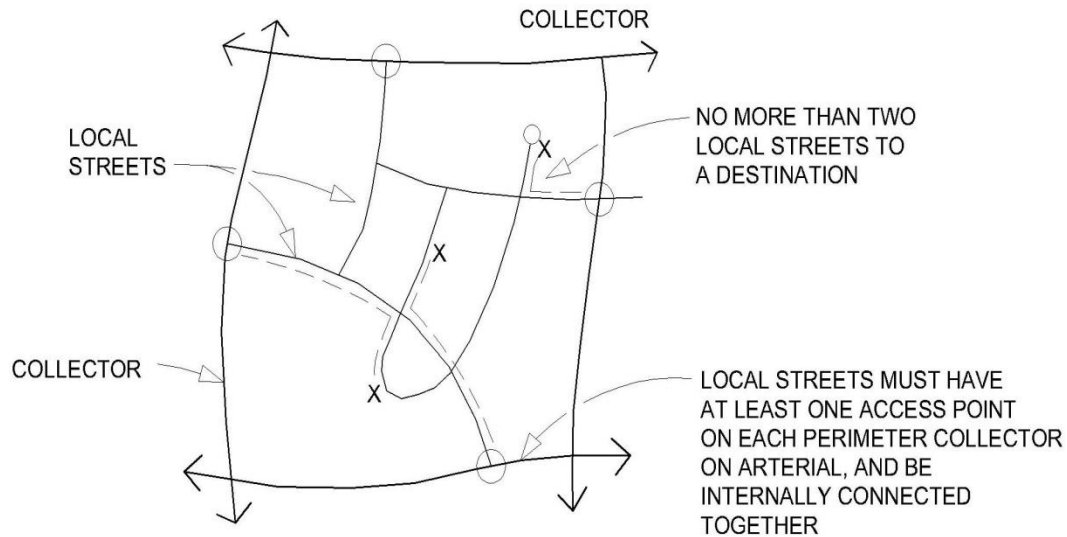 COLLECTOR
NO MORE THAN TWO
LOCAL STREETS TO
A DESTINATION
LOCAL
STREETS
X
X
X
COLLECTOR
LOCAL STREETS MUST HAVE
AT LEAST ONE ACCESS POINT
ON EACH PERIMETER COLLECTOR
ON ARTERIAL, AND BE
INTERNALLY CONNECTED
TOGETHER